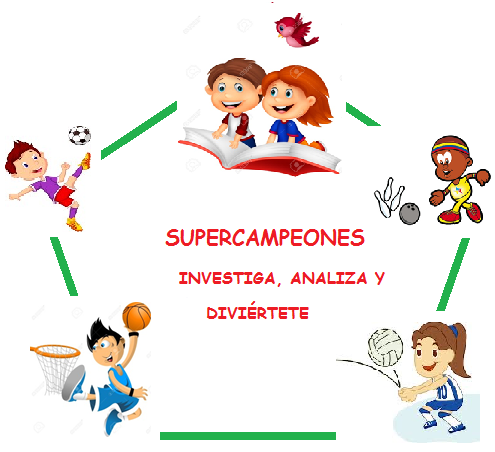 SUPERCAMPEONES
INVESTIGA, ANALIZA Y
DIVIÉRTETE